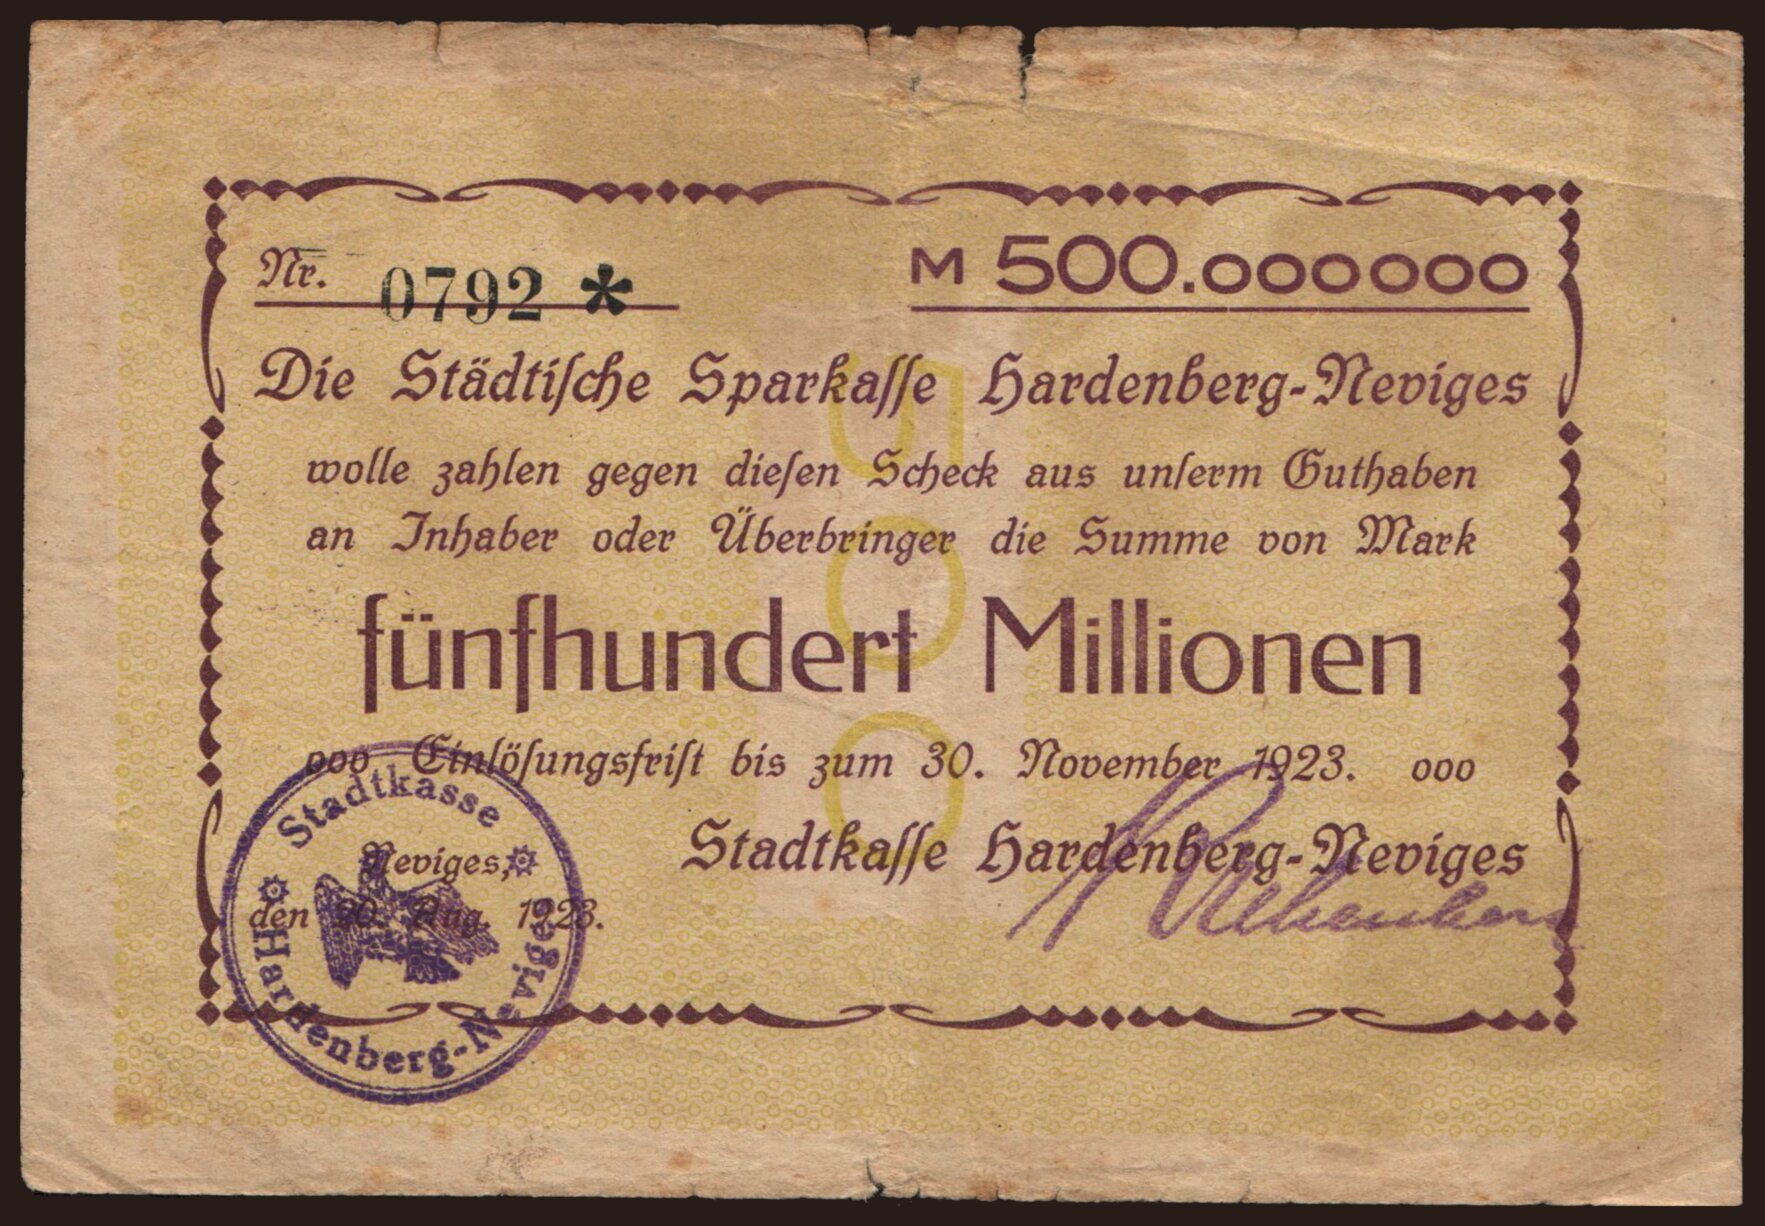 Nr. 0792 * M 500.000000
Die Städtiſche Sparkaſſe Hardenberg-Neviges
wolle zahlen gegen dieſen Scheck aus unſerm Guthaben
an Inhaber oder Überbringer die Summe von Mark
fünfhundert Millionen
ooo Einlöſungsfriſt bis zum 30. November 1923. ooo
Stadtkaſſe Hardenberg-Neviges
Neviges,
den 20. Aug. 1923.
Stadtkasse
Hardenberg-Neviges
500